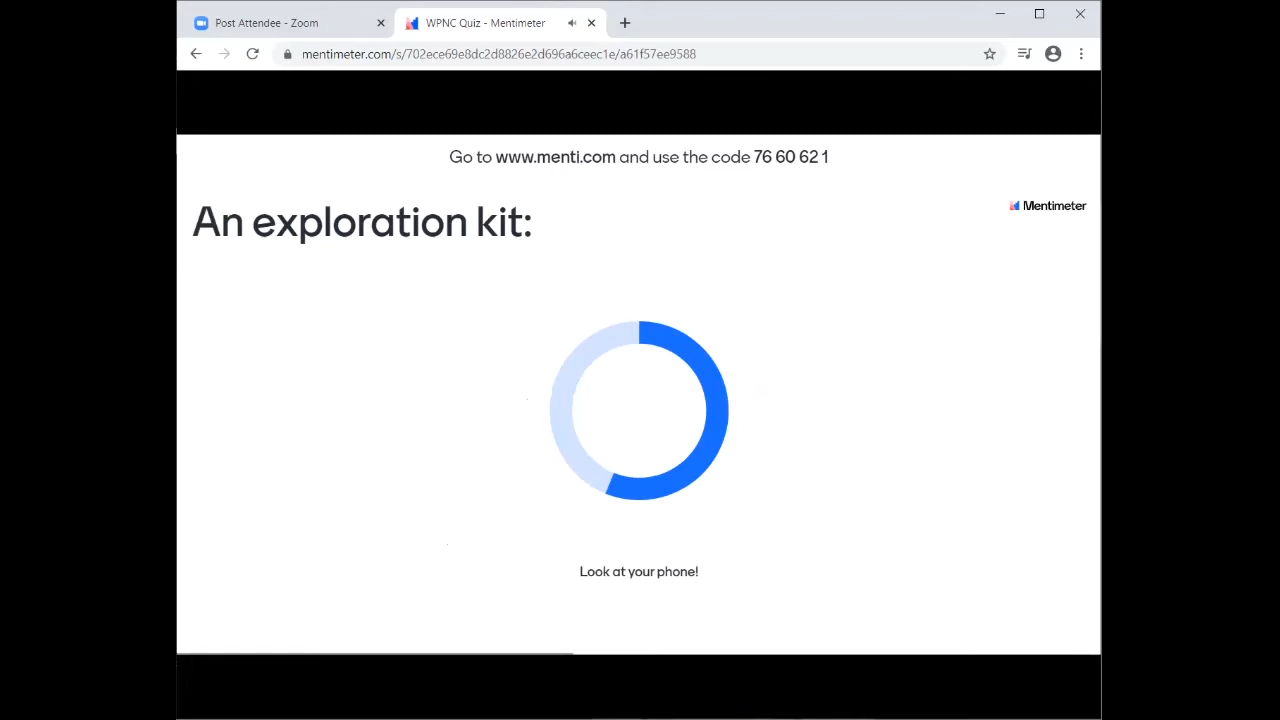 Post Attendee - Zoom
WPNC Quiz - Mentimeter
mentimeter.com/s/702ece69e8dc2d8826e2d696a6ceec1e/a61f57ee9588
Go to www.menti.com and use the code 76 60 62 1
Mentimeter
An exploration kit:
Look at your phone!